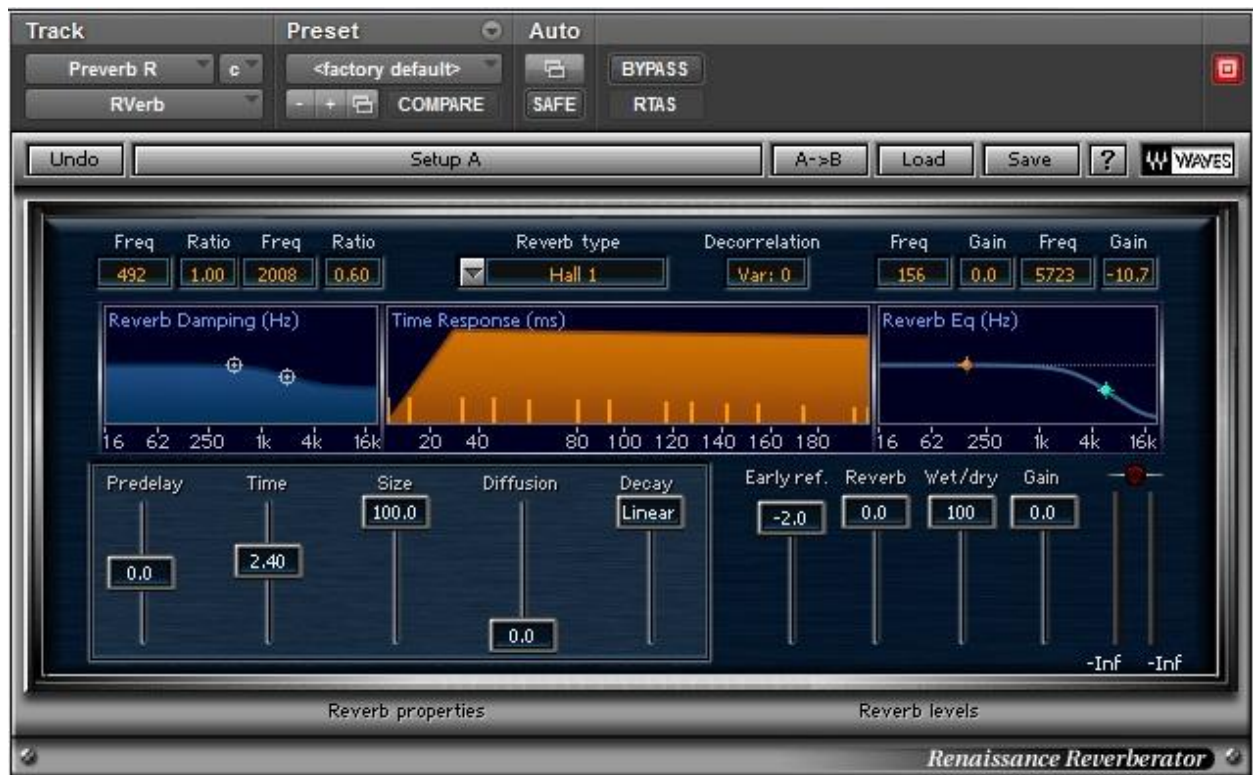 Track Preset Auto
Preverb R c <factory default> BYPASS
RVerb - + COMPARE SAFE RTAS
Undo Setup A A->B Load Save ? WAVES
Freq Ratio Freq Ratio Reverb type Decorrelation Freq Gain Freq Gain
492 1.00 2008 0.60 Hall 1 Var: 0 156 0.0 5723 -10.7
Reverb Damping (Hz) Time Response (ms) Reverb Eq (Hz)
16 62 250 1k 4k 16k 20 40 80 100 120 140 160 180 16 62 250 1k 4k 16k
Predelay Time Size Diffusion Decay Early ref. Reverb Wet/dry Gain
0.0 2.40 100.0 0.0 Linear -2.0 0.0 100 0.0
-Inf -Inf
Reverb properties Reverb levels
Renaissance Reverberator